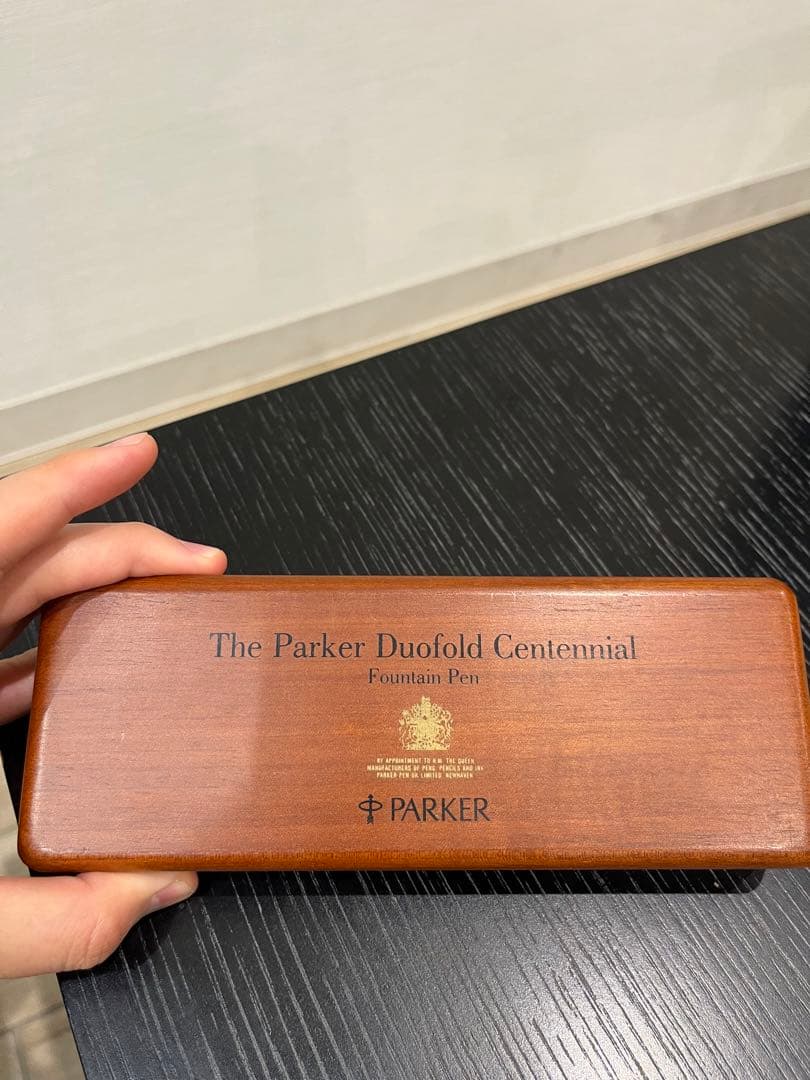 The Parker Duofold Centennial
Fountain Pen
BY APPOINTMENT TO H.M. THE QUEEN
MANUFACTURERS OF PENS, PENCILS AND INK
PARKER PEN UK LIMITED, NEWHAVEN
PARKER